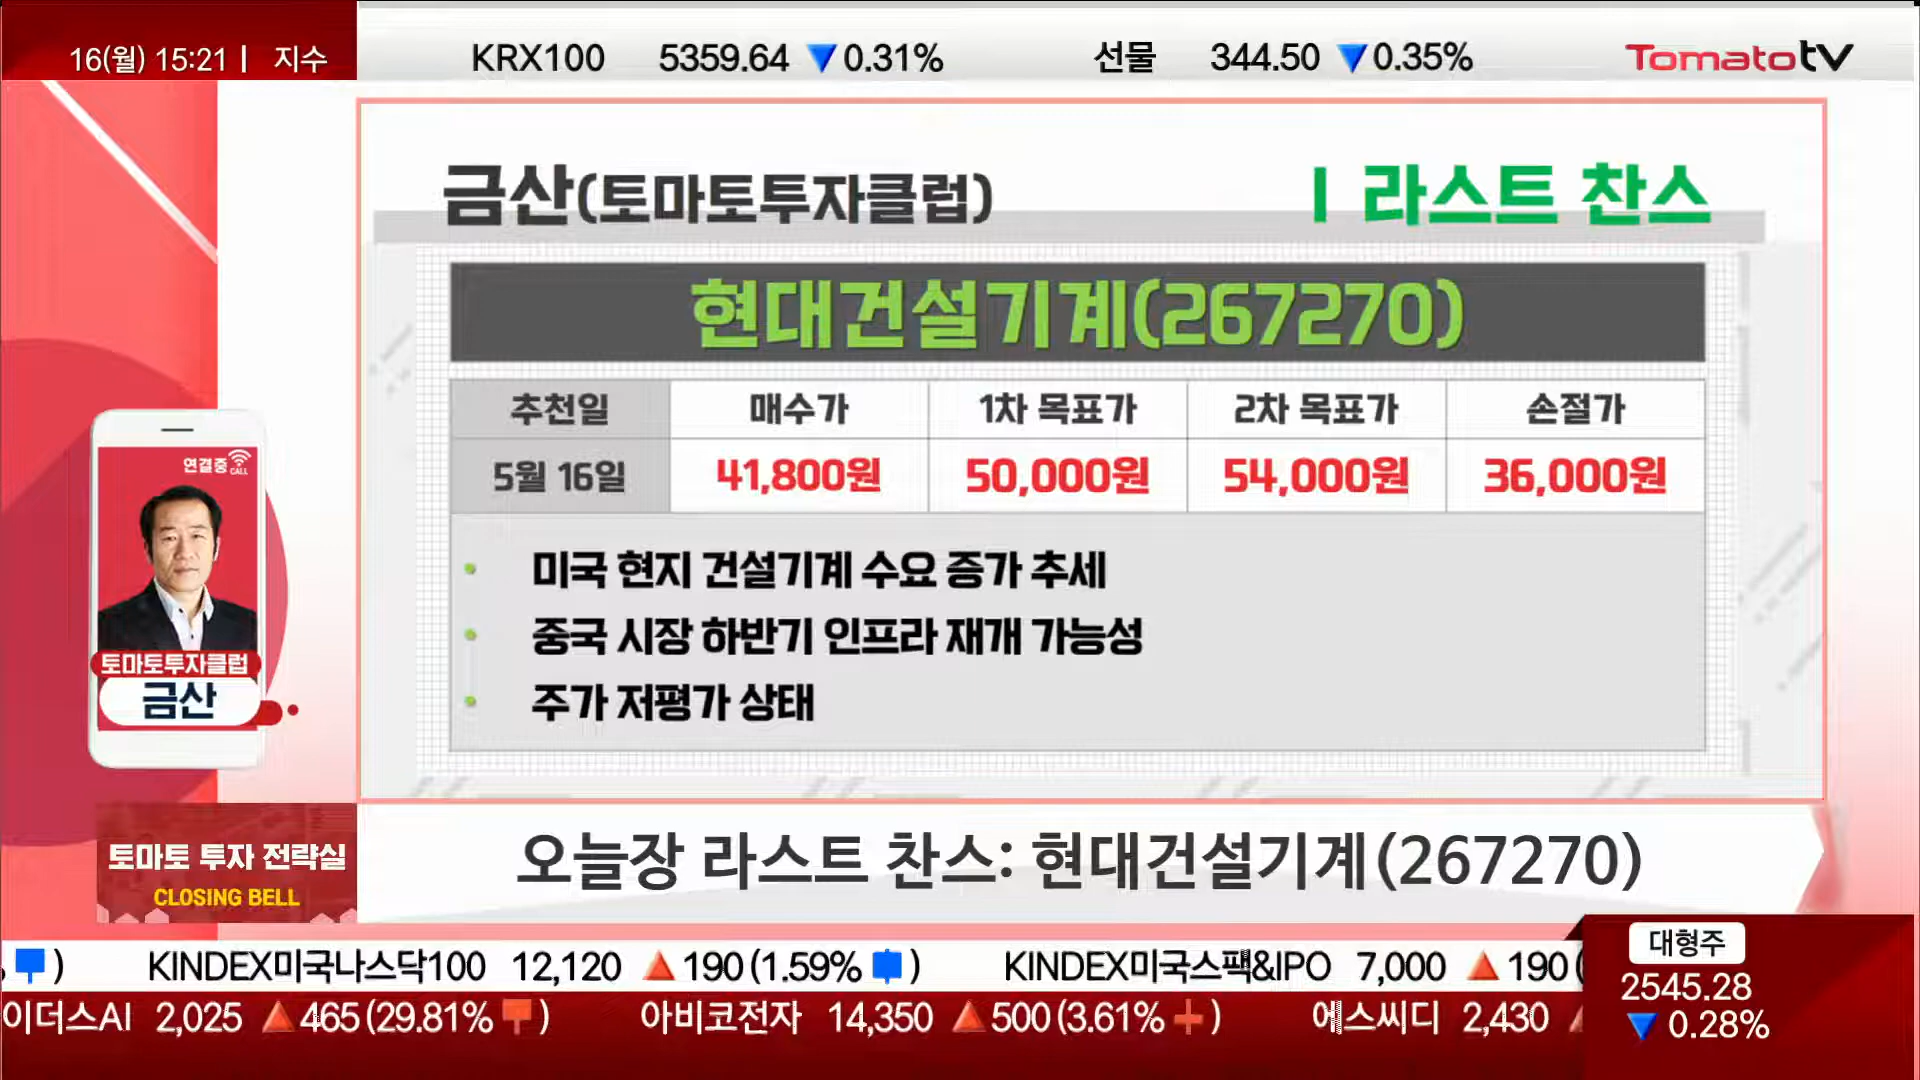 16(월) 15:21 | 지수 KRX100 5359.64 ▼0.31% 선물 344.50 ▼0.35% Tomatotv
금산(토마토투자클럽) | 라스트 찬스
현대건설기계(267270)
추천일 매수가 1차 목표가 2차 목표가 손절가
5월 16일 41,800원 50,000원 54,000원 36,000원
• 미국 현지 건설기계 수요 증가 추세
• 중국 시장 하반기 인프라 재개 가능성
• 주가 저평가 상태
연결중
CALL
토마토투자클럽
금산
토마토 투자 전략실
CLOSING BELL
오늘장 라스트 찬스: 현대건설기계(267270)
) KINDEX미국나스닥100 12,120 ▲190(1.59% ) KINDEX미국스팩&IPO 7,000 ▲190(
이더스AI 2,025 ▲465(29.81% ) 아비코전자 14,350 ▲500(3.61% ) 에스씨디 2,430
대형주
2545.28
▼0.28%